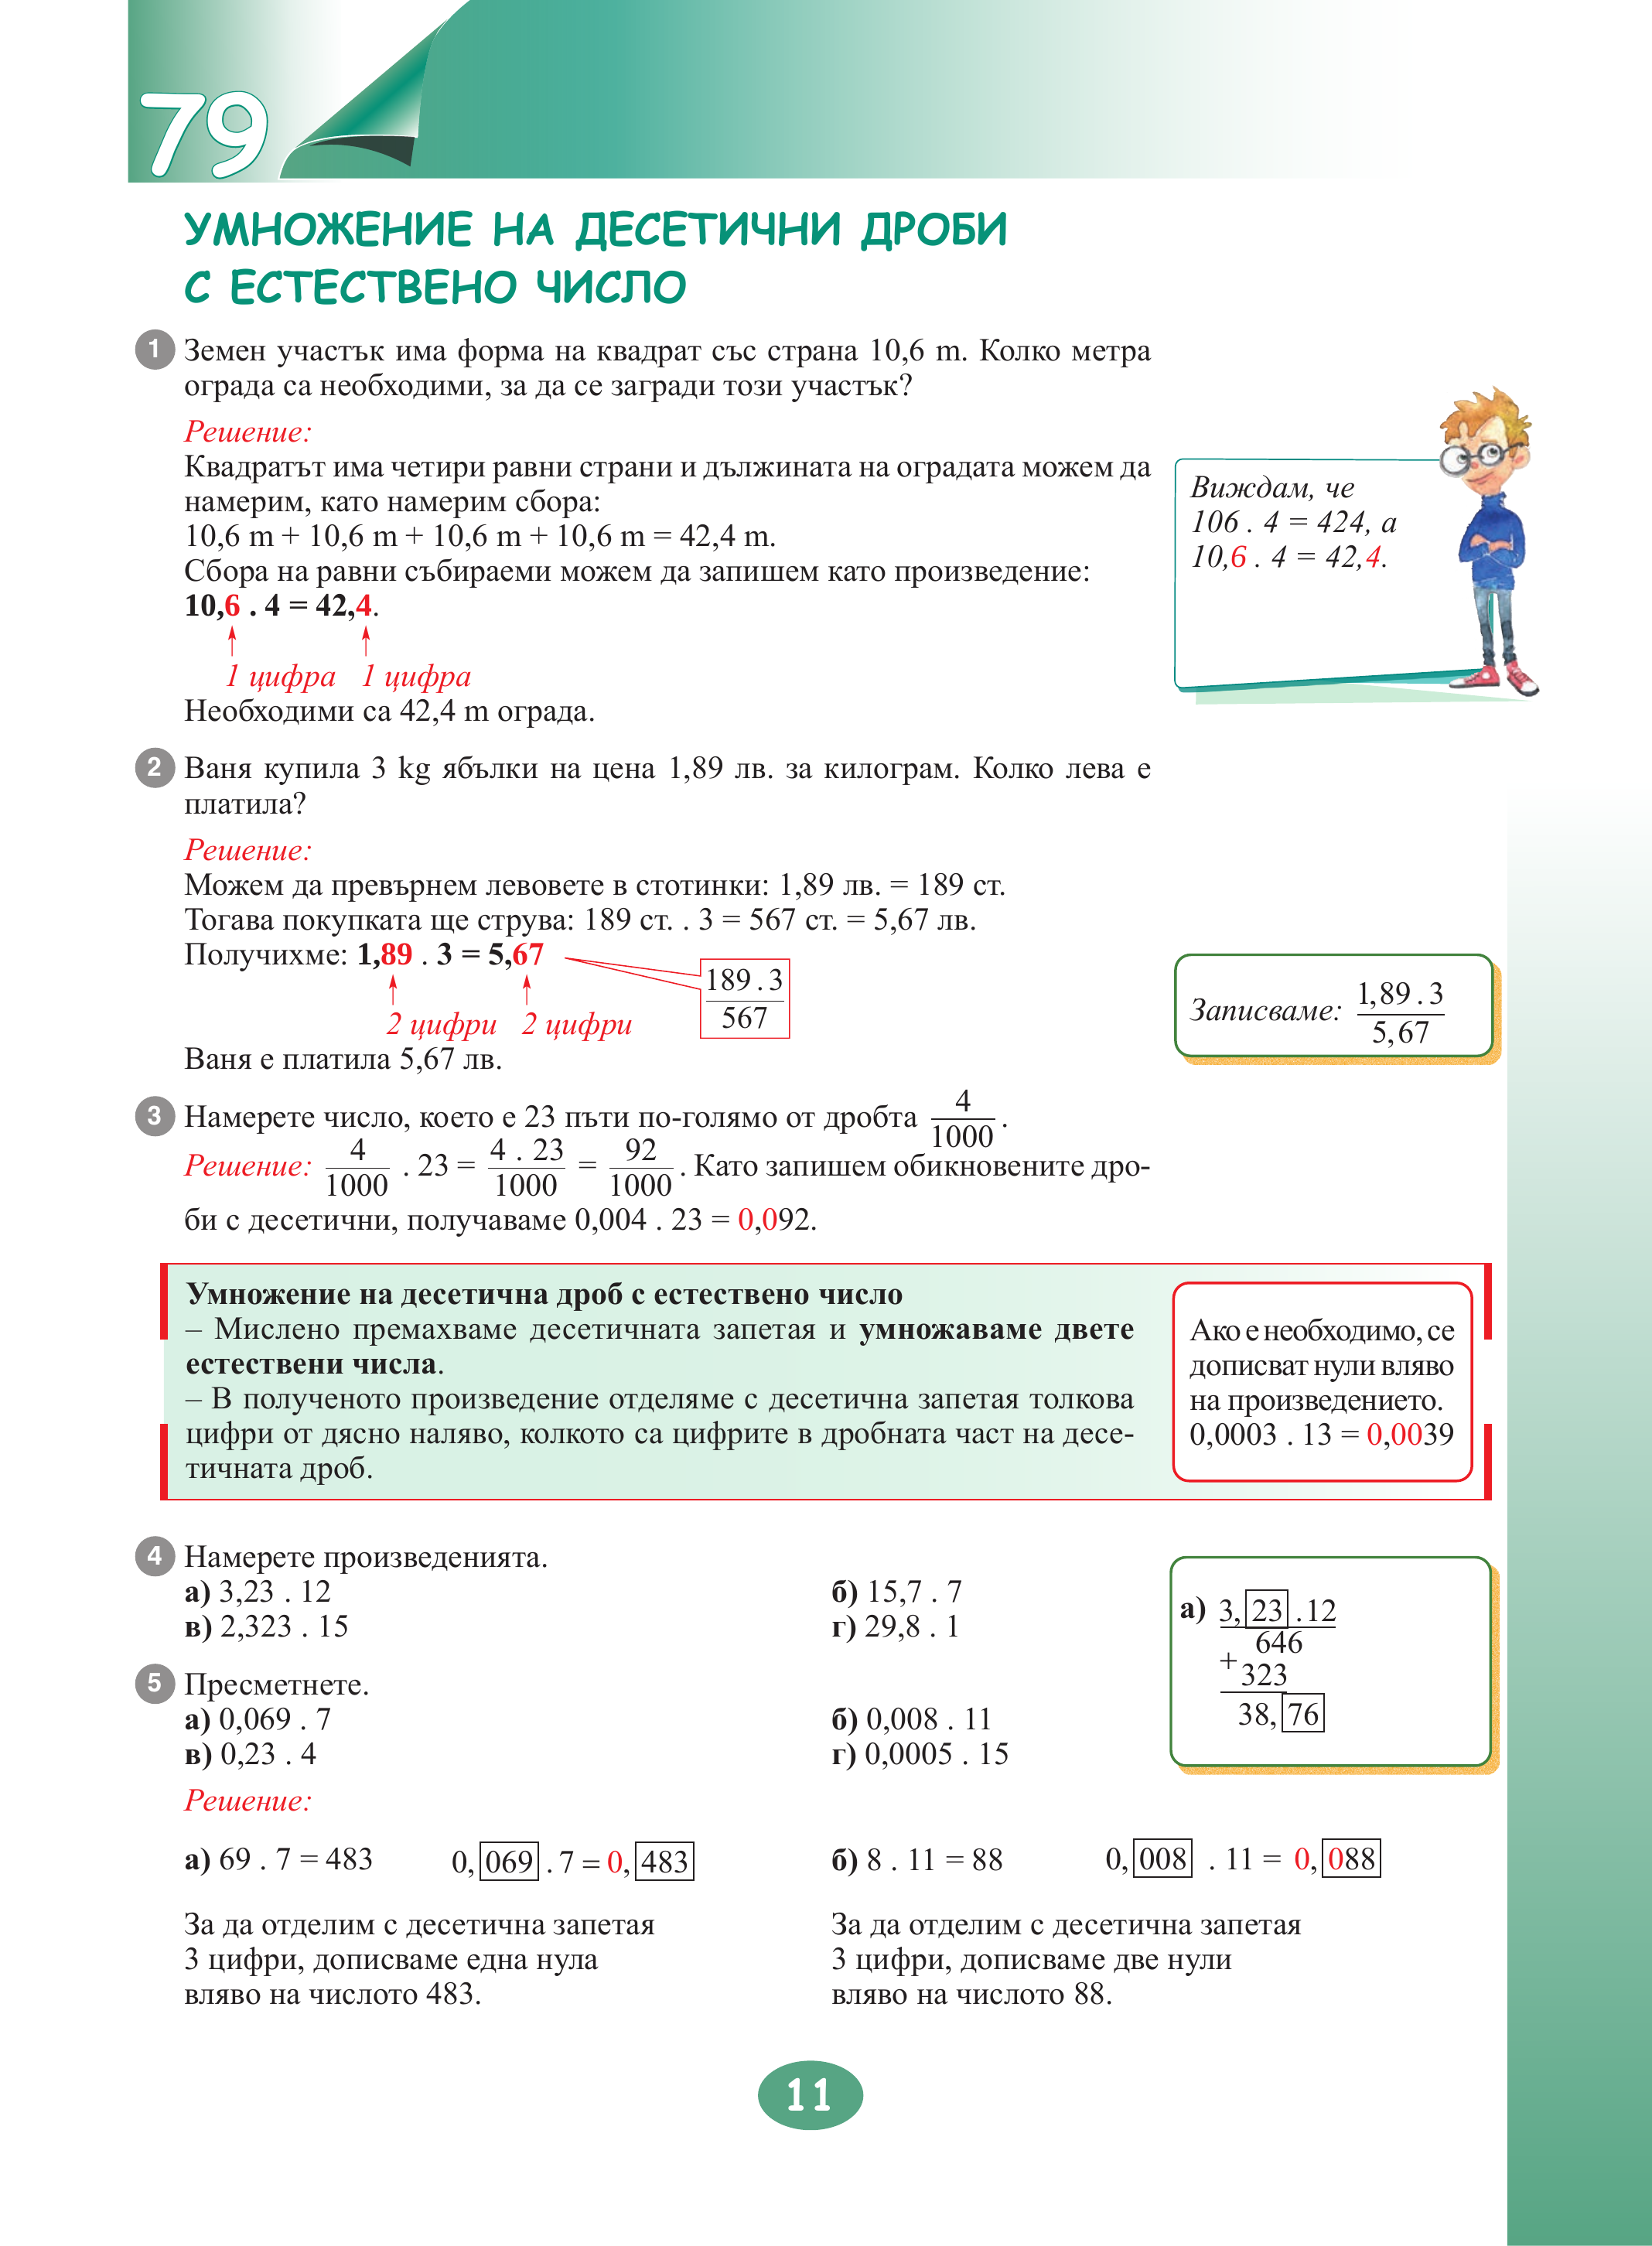 79
УМНОЖЕНИЕ НА ДЕСЕТИЧНИ ДРОБИ
С ЕСТЕСТВЕНО ЧИСЛО
1 Земен участък има форма на квадрат със страна 10,6 m. Колко метра
ограда са необходими, за да се загради този участък?
Решение:
Квадратът има четири равни страни и дължината на оградата можем да
намерим, като намерим сбора:
10,6 m + 10,6 m + 10,6 m + 10,6 m = 42,4 m.
Сбора на равни събираеми можем да запишем като произведение:
10,6 . 4 = 42,4.
1 цифра 1 цифра
Необходими са 42,4 m ограда.
Виждам, че
106 . 4 = 424, а
10,6 . 4 = 42,4.
2 Ваня купила 3 kg ябълки на цена 1,89 лв. за килограм. Колко лева е
платила?
Решение:
Можем да превърнем левовете в стотинки: 1,89 лв. = 189 ст.
Тогава покупката ще струва: 189 ст. . 3 = 567 ст. = 5,67 лв.
Получихме: 1,89 . 3 = 5,67
2 цифри 2 цифри
189 . 3
567
Ваня е платила 5,67 лв.
Записваме: 1,89 . 3
5,67
3 Намерете число, което е 23 пъти по-голямо от дробта 4/1000 .
Решение: 4/1000 . 23 = 4 . 23/1000 = 92/1000 . Като запишем обикновените дро-
би с десетични, получаваме 0,004 . 23 = 0,092.
Умножение на десетична дроб с естествено число
– Мислено премахваме десетичната запетая и умножаваме двете
естествени числа.
– В полученото произведение отделяме с десетична запетая толкова
цифри от дясно наляво, колкото са цифрите в дробната част на десе-
тичната дроб.
Ако е необходимо, се
дописват нули вляво
на произведението.
0,0003 . 13 = 0,0039
4 Намерете произведенията.
а) 3,23 . 12 б) 15,7 . 7
в) 2,323 . 15 г) 29,8 . 1
а) 3, 23 . 12
646
+
323
38, 76
5 Пресметнете.
а) 0,069 . 7 б) 0,008 . 11
в) 0,23 . 4 г) 0,0005 . 15
Решение:
а) 69 . 7 = 483 0, 069 . 7 = 0, 483 б) 8 . 11 = 88 0, 008 . 11 = 0, 088
За да отделим с десетична запетая
3 цифри, дописваме една нула
вляво на числото 483.
За да отделим с десетична запетая
3 цифри, дописваме две нули
вляво на числото 88.
11